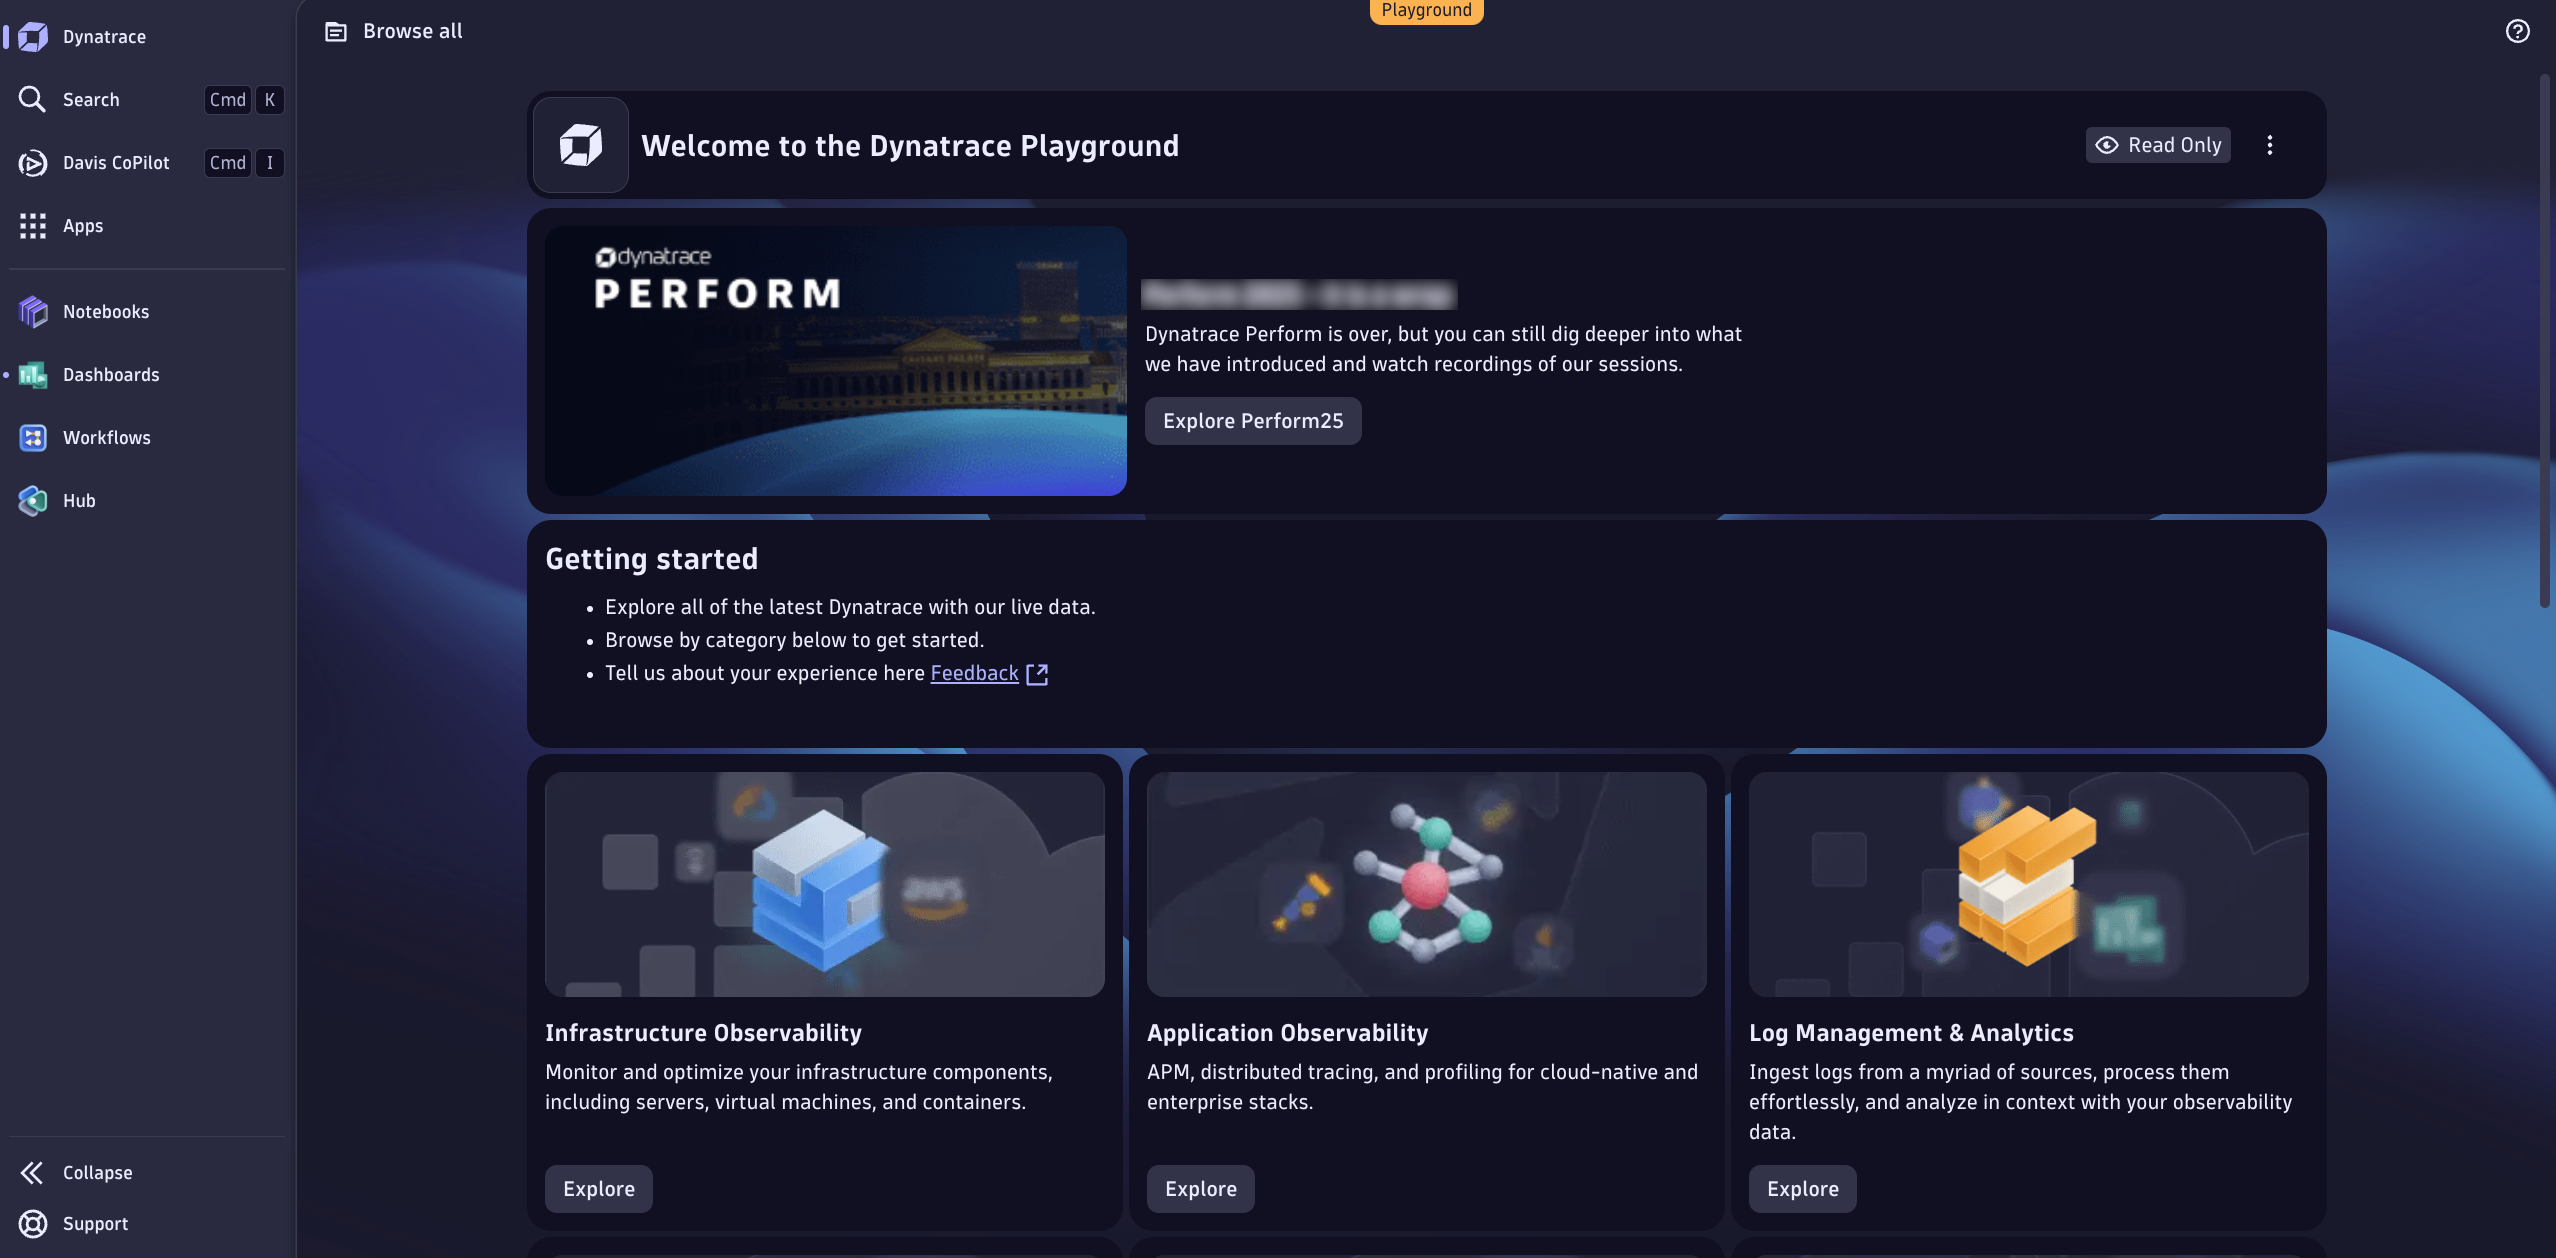 Dynatrace
Search Cmd K
Davis CoPilot Cmd I
Apps
Notebooks
Dashboards
Workflows
Hub
Collapse
Support
Browse all
Playground
Welcome to the Dynatrace Playground
Read Only
dynatrace
PERFORM
CAESARS PALACE
Dynatrace Perform is over, but you can still dig deeper into what
we have introduced and watch recordings of our sessions.
Explore Perform25
Getting started
• Explore all of the latest Dynatrace with our live data.
• Browse by category below to get started.
• Tell us about your experience here Feedback
aws
Infrastructure Observability
Monitor and optimize your infrastructure components,
including servers, virtual machines, and containers.
Explore
Application Observability
APM, distributed tracing, and profiling for cloud-native and
enterprise stacks.
Explore
Log Management & Analytics
Ingest logs from a myriad of sources, process them
effortlessly, and analyze in context with your observability
data.
Explore